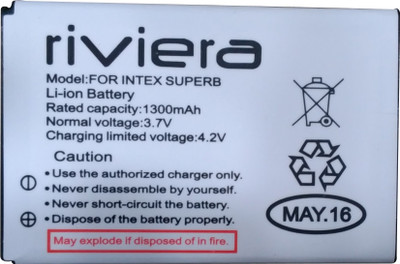 riviera
Model:FOR INTEX SUPERB
Li-ion Battery
Rated capacity:1300mAh
Normal voltage:3.7V
Charging limited voltage:4.2V
• Use the authorized charger only.
• Never disassemble by yourself.
• Never short-circuit the battery.
• Dispose of the battery properly.
May explode if disposed of in fire.
MAY.16